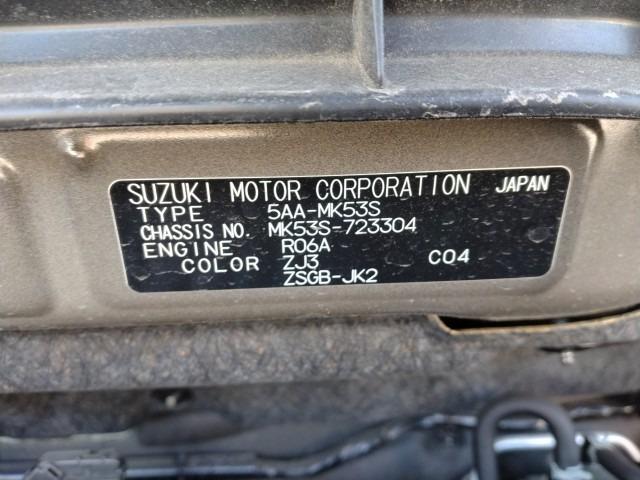 SUZUKI MOTOR CORPORATION JAPAN
TYPE 5AA-MK53S
CHASSIS NO. MK53S-723304
ENGINE R06A
COLOR ZJ3 C04
ZSGB-JK2